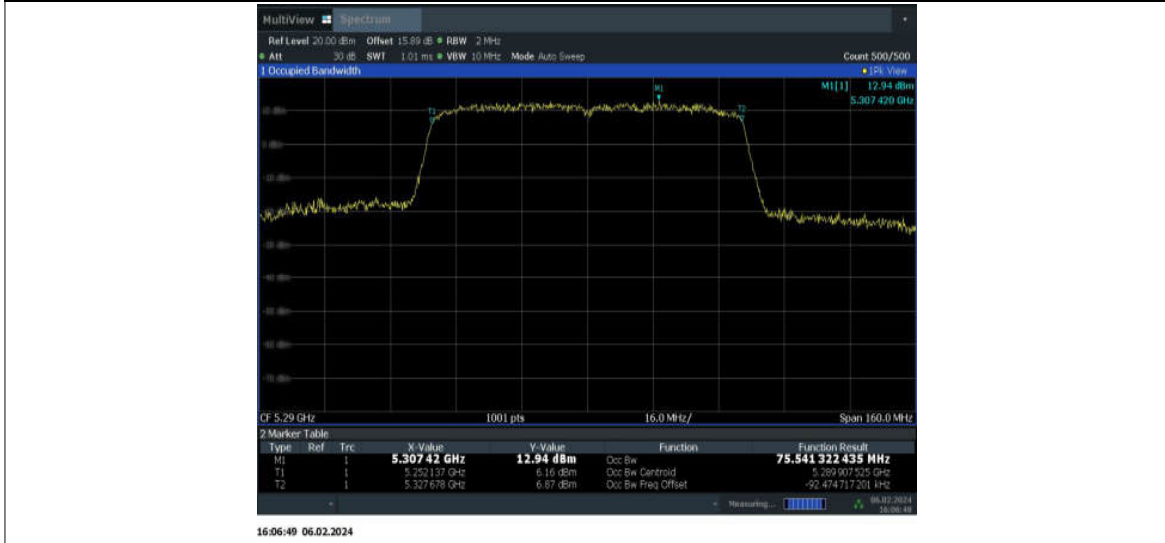 MultiView Spectrum
Ref Level 20.00 dBm Offset 15.89 dB RBW 2 MHz
Att 30 dB SWT 1.01 ms VBW 10 MHz Mode Auto Sweep Count 500/500
1 Occupied Bandwidth 1Pk View
M1[1] 12.94 dBm
5.307 420 GHz
M1
T1 T2
CF 5.29 GHz 1001 pts 16.0 MHz/ Span 160.0 MHz
2 Marker Table
Type Ref Trc X-Value Y-Value Function Function Result
M1 1 5.307 42 GHz 12.94 dBm Occ Bw 75.541 322 435 MHz
T1 1 5.252 137 GHz 6.16 dBm Occ Bw Centroid 5.289 907 525 GHz
T2 1 5.327 678 GHz 6.87 dBm Occ Bw Freq Offset -92.474 717 201 kHz
Measuring... 06.02.2024
16:06:49
16:06:49 06.02.2024